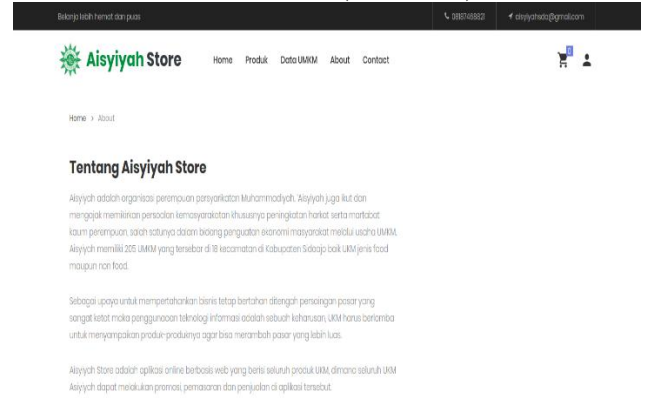 Belanja lebih hemat dan puas
aisyiyahsda@gmail.com
Aisyiyah Store
Home Produk Data UMKM About Contact
0
Home > About
Tentang Aisyiyah Store
Aisyiyah adalah organisasi perempuan persyarikatan Muhammadiyah. 'Aisyiyah juga ikut dan
mengajak memikirkan persoalan kemasyarakatan khususnya peningkatan harkat serta martabat
kaum perempuan, salah satunya dalam bidang penguatan ekonomi masyarakat melalui usaha UMKM.
Aisyiyah memiliki 205 UMKM yang tersebar di 18 kecamatan di Kabupaten Sidoajo baik UKM jenis food
maupun non food.
Sebagai upaya untuk mempertahankan bisnis tetap bertahan ditengah persaingan pasar yang
sangat ketat maka penggunaaan teknologi informasi adalah sebuah keharusan, UKM harus berlomba
untuk menyampaikan produk-produknya agar bisa merambah pasar yang lebih luas.
Aisyiyah Store adalah aplikasi online berbasis web yang berisi seluruh produk UKM, dimana seluruh UKM
Aisyiyah dapat melakukan promosi, pemasaran dan penjualan di aplikasi tersebut.